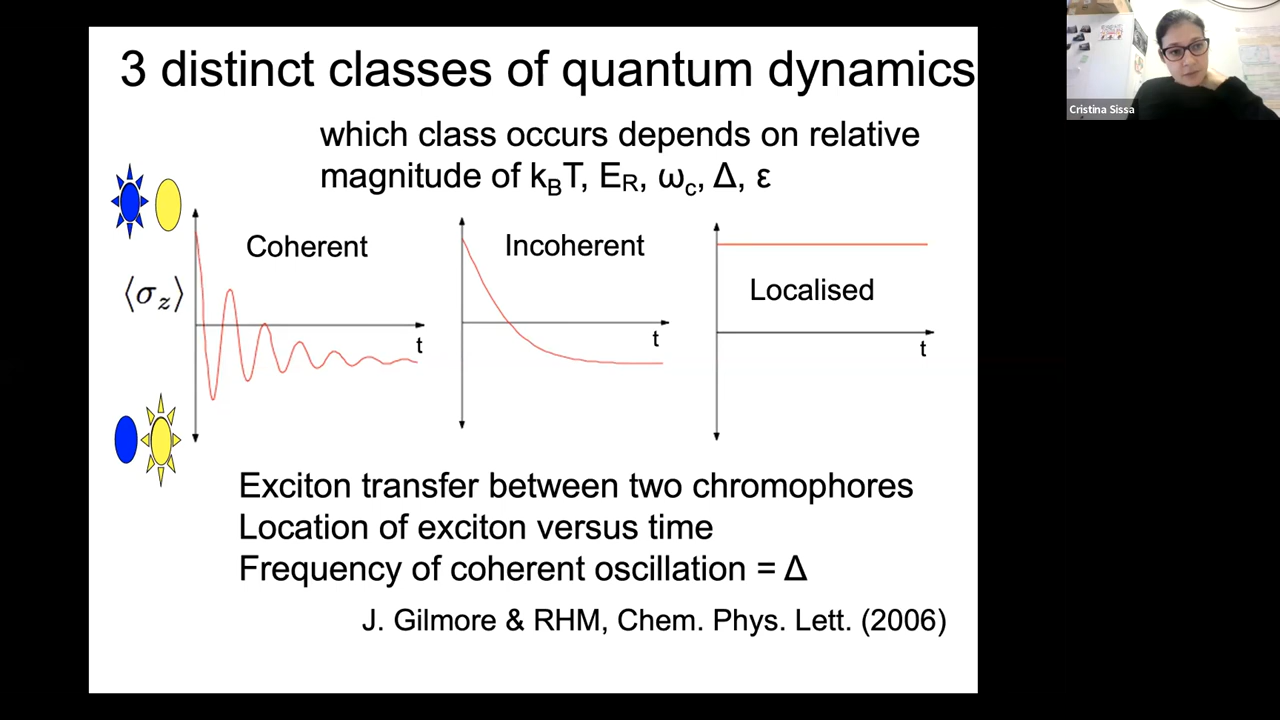 3 distinct classes of quantum dynamics
which class occurs depends on relative
magnitude of k_BT, E_R, ω_c, Δ, ε
Coherent
Incoherent
Localised
⟨σ_z⟩
t
t
t
Exciton transfer between two chromophores
Location of exciton versus time
Frequency of coherent oscillation = Δ
J. Gilmore & RHM, Chem. Phys. Lett. (2006)
Cristina Sissa